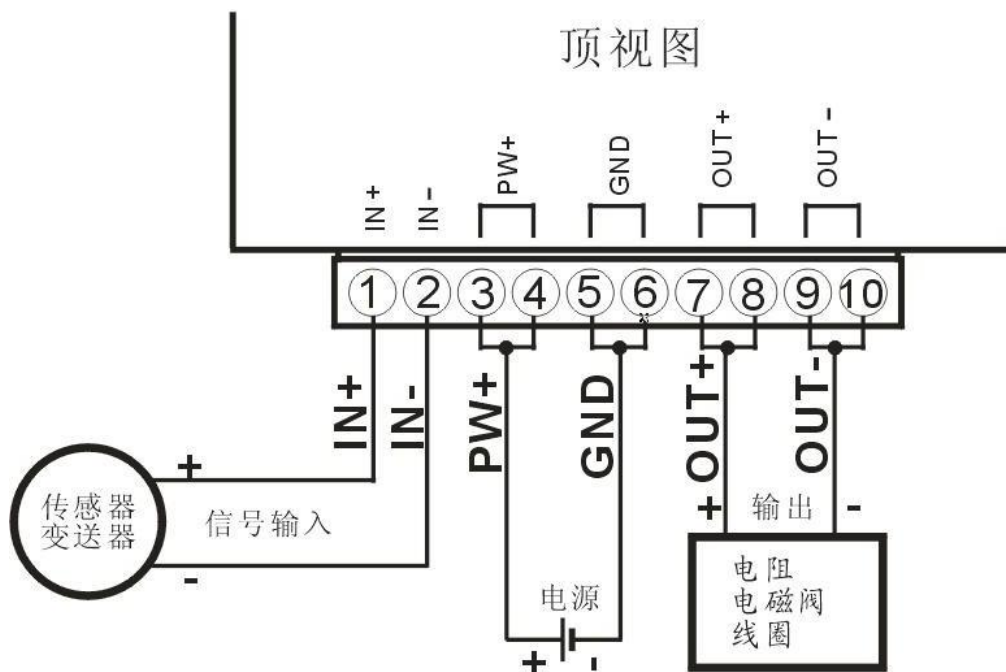 顶视图
IN+ IN- PW+ GND OUT+ OUT-
1 2 3 4 5 6 7 8 9 10
IN+ IN- PW+ GND OUT+ OUT-
+
传感器
变送器
信号输入
-
+ 输出 -
电阻
电磁阀
线圈
电源
+ -